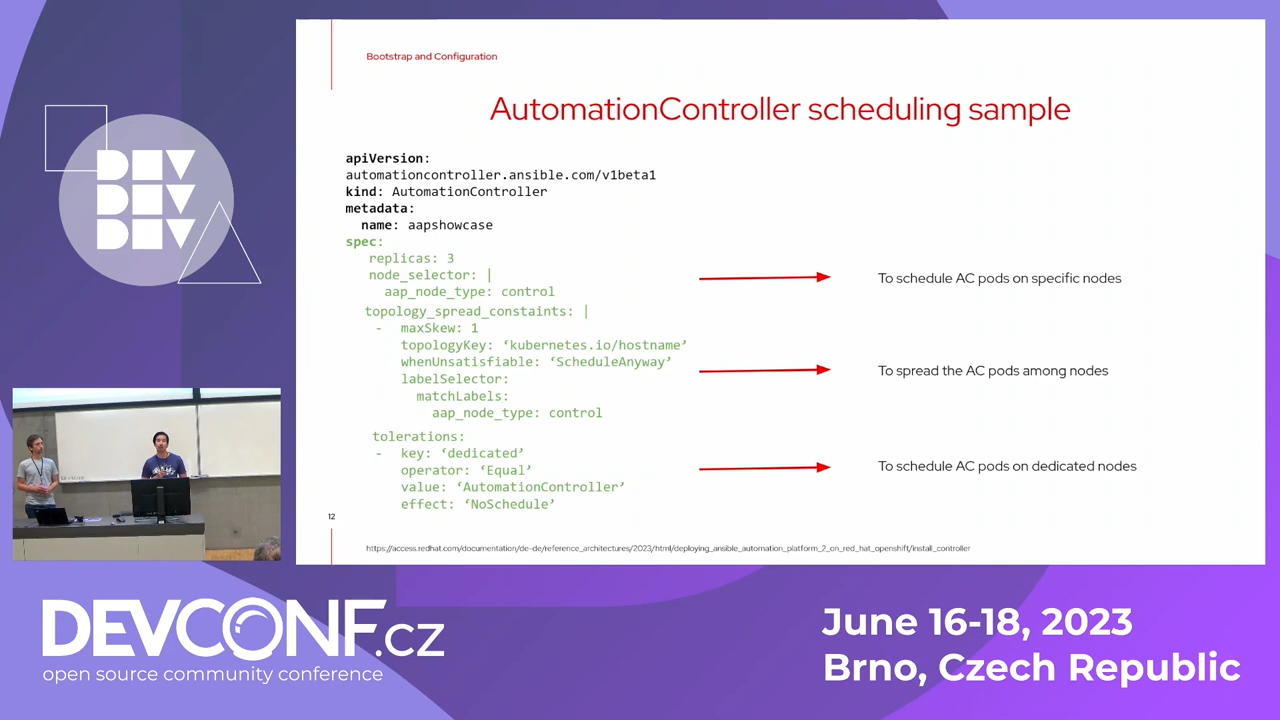 DEV
DEV
DEV
Bootstrap and Configuration
AutomationController scheduling sample
apiVersion:
automationcontroller.ansible.com/v1beta1
kind: AutomationController
metadata:
name: aapshowcase
spec:
replicas: 3
node_selector: |
aap_node_type: control
topology_spread_constaints: |
- maxSkew: 1
topologyKey: ‘kubernetes.io/hostname’
whenUnsatisfiable: ‘ScheduleAnyway’
labelSelector:
matchLabels:
aap_node_type: control
tolerations:
- key: ‘dedicated’
operator: ‘Equal’
value: ‘AutomationController’
effect: ‘NoSchedule’
To schedule AC pods on specific nodes
To spread the AC pods among nodes
To schedule AC pods on dedicated nodes
12
https://access.redhat.com/documentation/de-de/reference_architectures/2023/html/deploying_ansible_automation_platform_2_on_red_hat_openshift/install_controller
DEVCONF.cz
open source community conference
June 16-18, 2023
Brno, Czech Republic